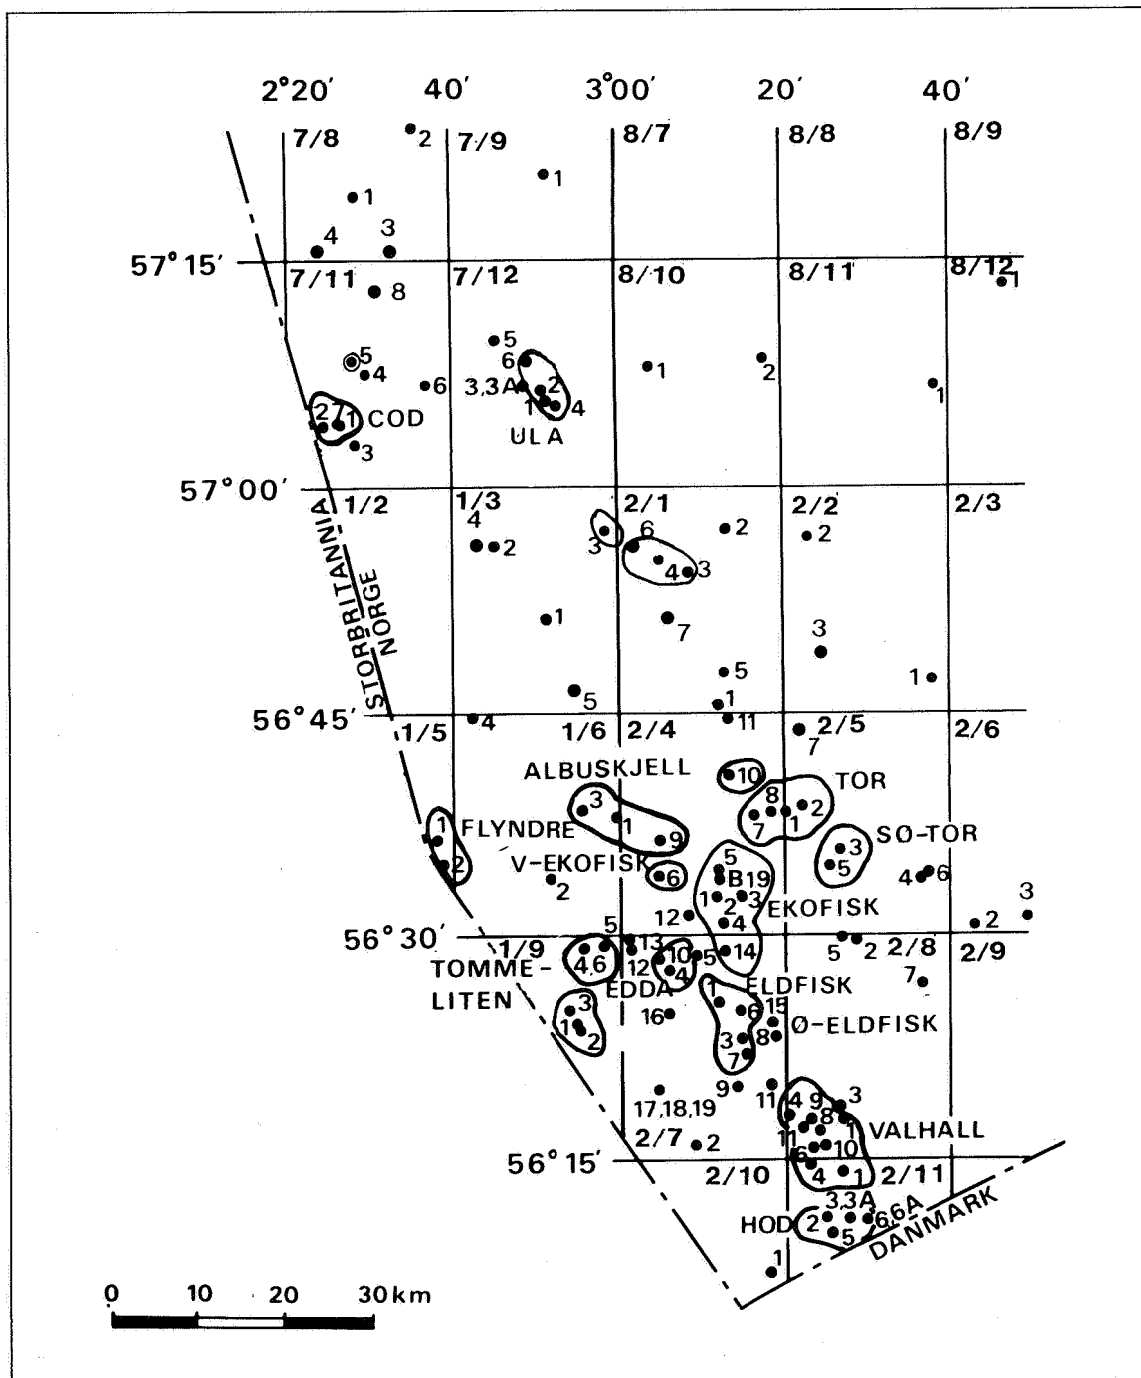 2°20′ 40′ 3°00′ 20′ 40′
7/8 2 7/9 8/7 8/8 8/9
1
1
4 3
57°15′
7/11 7/12 8/10 8/11 8/12 1
8
5
5 6 1 2
4 6 3,3A 2 1
2 7 1 COD 1 4
ULA
3
57°00′
1/2 1/3 2/1 2/2 2/3
STORBRITANNIA
NORGE
4 2 3 6 2 2
4 3
1 7 3
5 1
5 1
56°45′
1/5 4 1/6 2/4 11 2/5 2/6
7
ALBUSKJELL 10 TOR
3 8 2
1 FLYNDRE 1 7 1 SØ-TOR
9 3
2 V-EKOFISK 5 5
6 B19 4 6
2 1 2 3 EKOFISK 3
12 4 2
56°30′
1/9 5 13 14 5 2 2/8 2/9
TOMME-
LITEN
4,6 12 10 5
4 7
EDDA ELDFISK
3 1 6 15
16 Ø-ELDFISK
1 2 3 8
7
9 11 4 9 3
17,18,19 8
2/7 2 11 1 VALHALL
6 10
56°15′
2/10 4 1 2/11
3,3A
HOD 2 6,6A
5 DANMARK
1
0 10 20 30 km